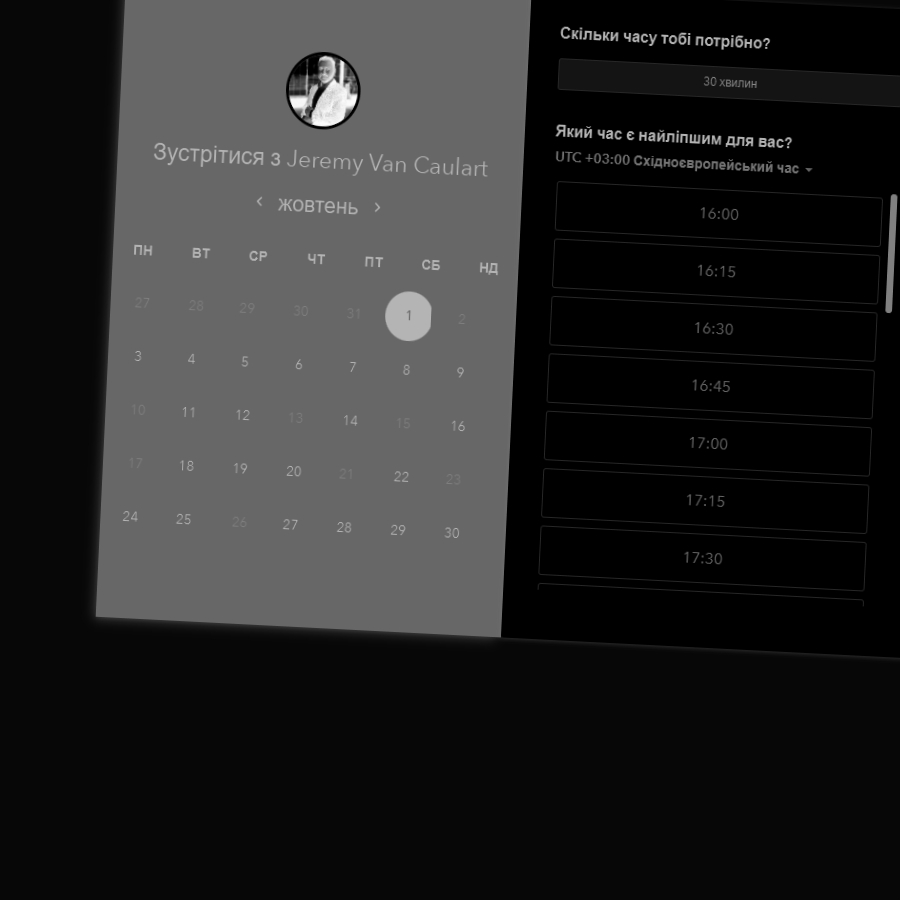 Зустрітися з Jeremy Van Caulart
жовтень
ПН ВТ СР ЧТ ПТ СБ НД
27 28 29 30 31 1 2
3 4 5 6 7 8 9
10 11 12 13 14 15 16
17 18 19 20 21 22 23
24 25 26 27 28 29 30
Скільки часу тобі потрібно?
30 хвилин
Який час є найліпшим для вас?
UTC +03:00 Східноєвропейський час
16:00
16:15
16:30
16:45
17:00
17:15
17:30